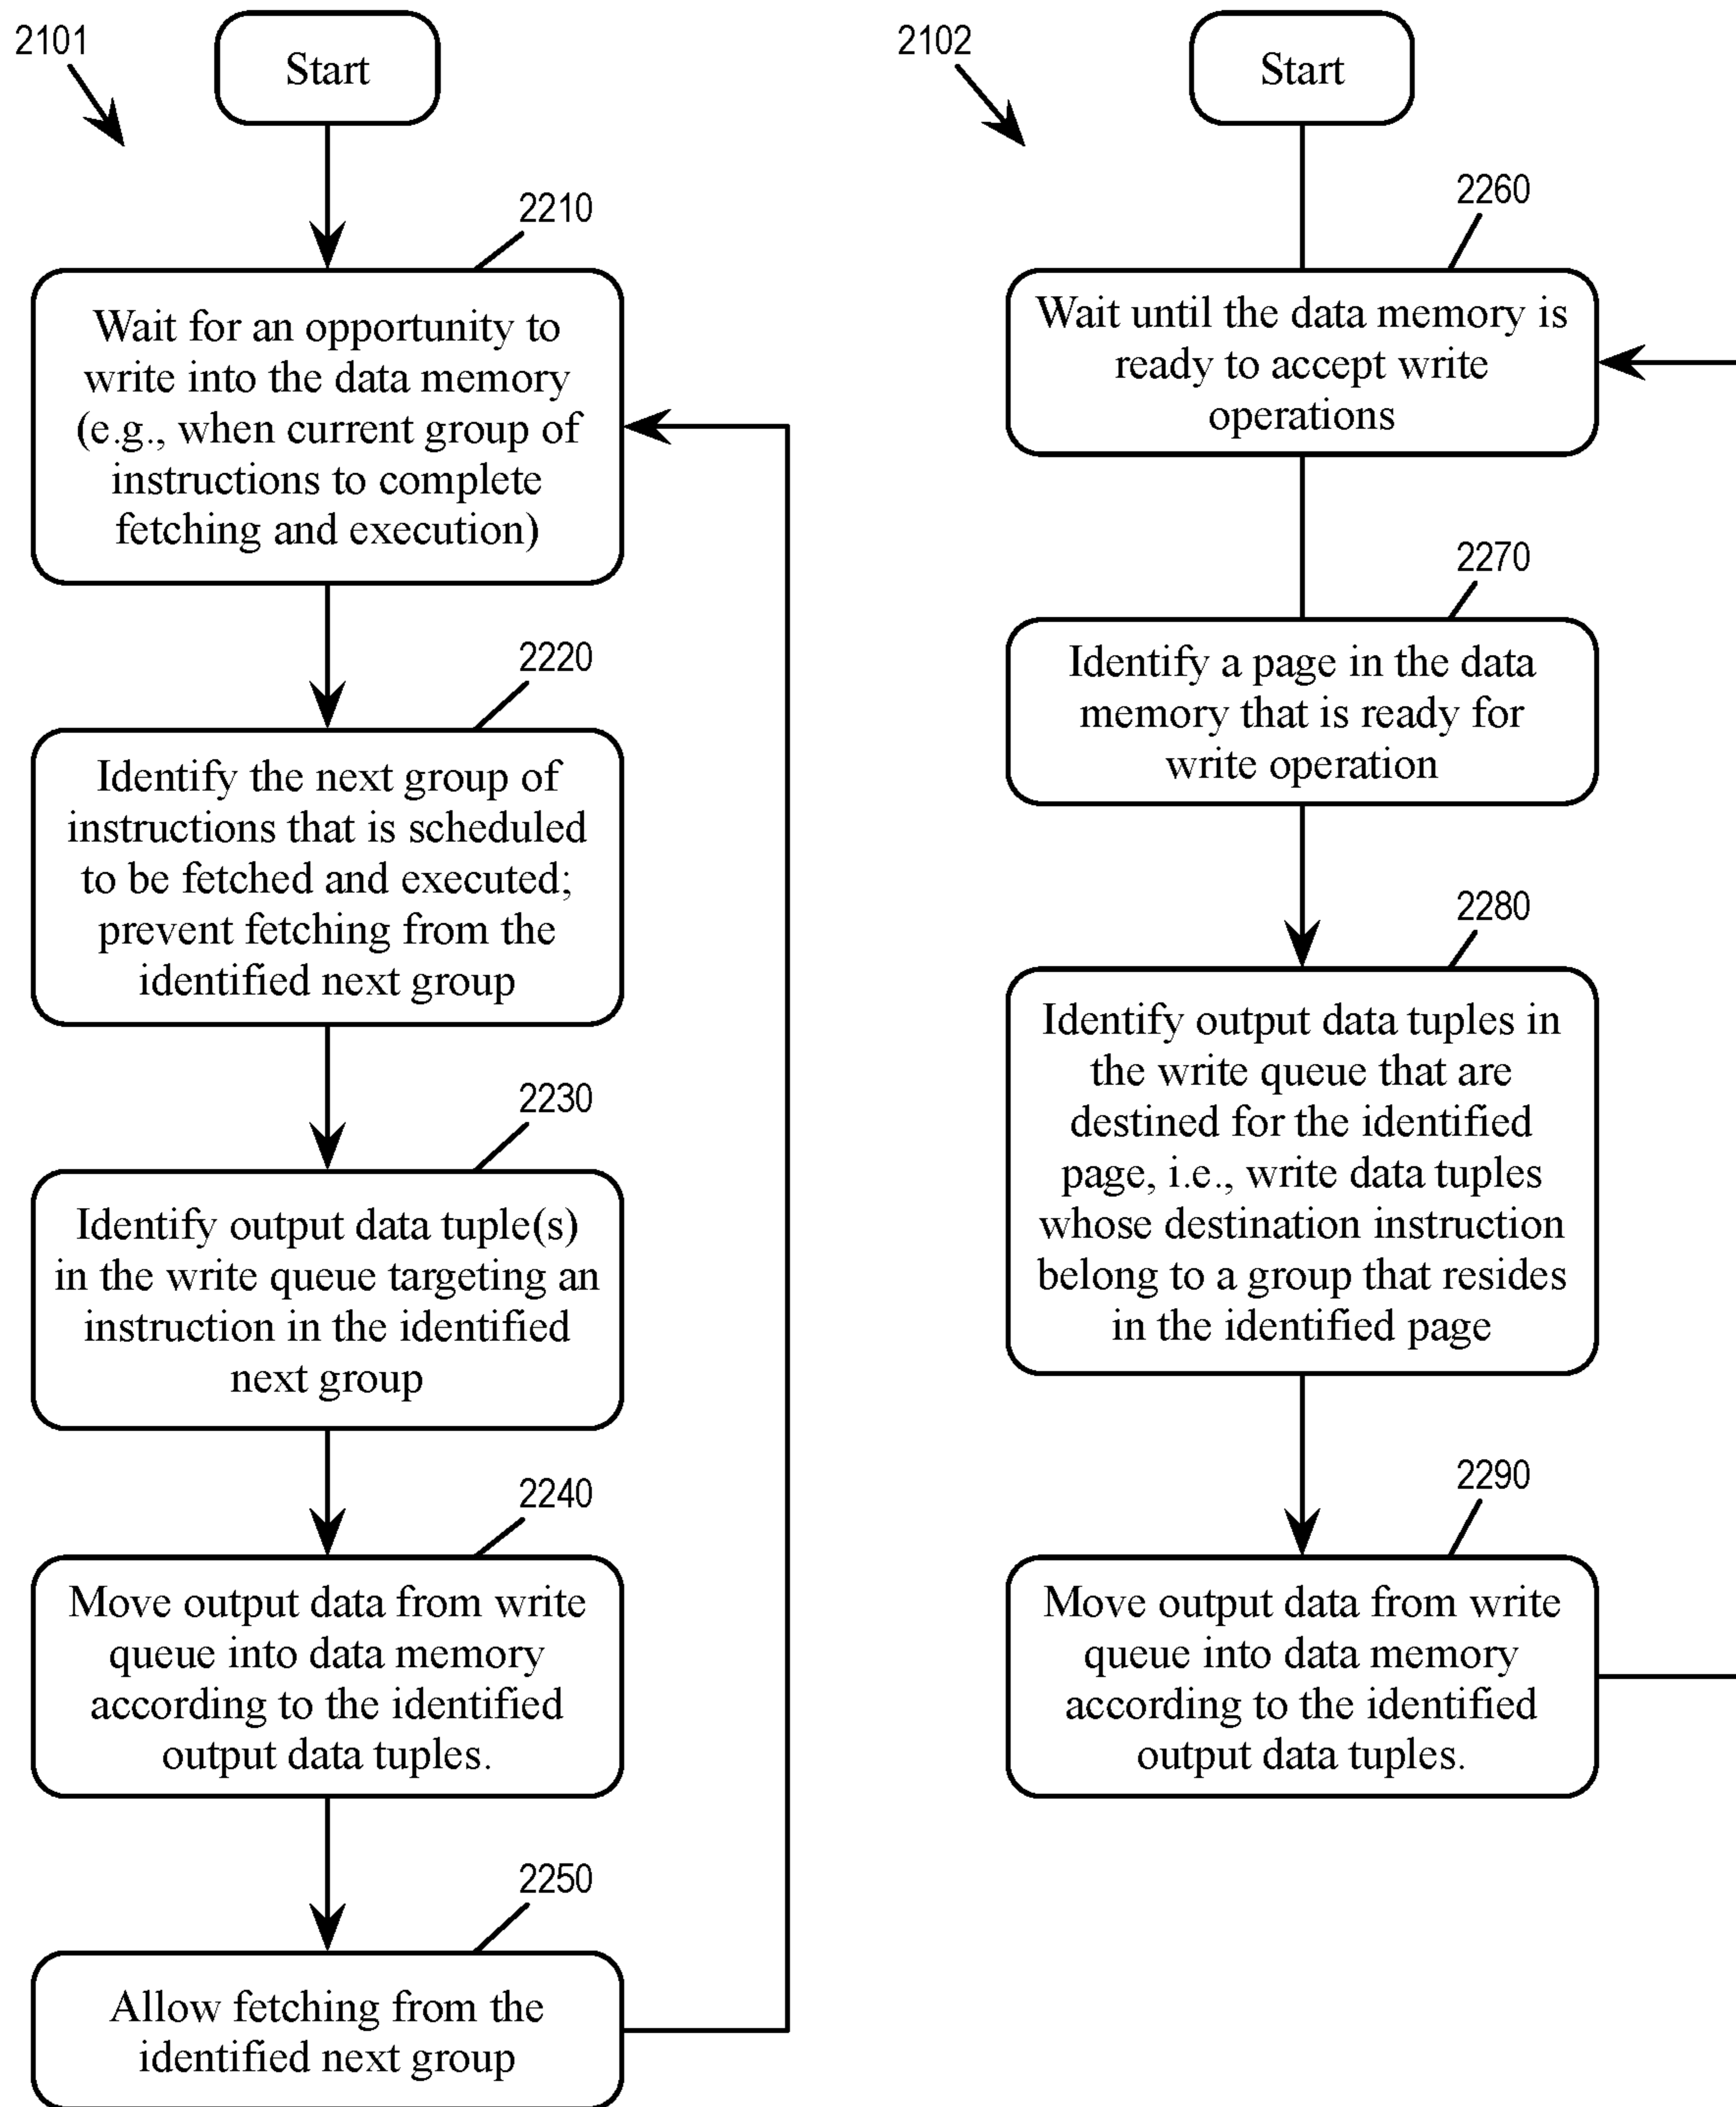 2101
Start
2210
Wait for an opportunity to
write into the data memory
(e.g., when current group of
instructions to complete
fetching and execution)
2220
Identify the next group of
instructions that is scheduled
to be fetched and executed;
prevent fetching from the
identified next group
2230
Identify output data tuple(s)
in the write queue targeting an
instruction in the identified
next group
2240
Move output data from write
queue into data memory
according to the identified
output data tuples.
2250
Allow fetching from the
identified next group
2102
Start
2260
Wait until the data memory is
ready to accept write
operations
2270
Identify a page in the data
memory that is ready for
write operation
2280
Identify output data tuples in
the write queue that are
destined for the identified
page, i.e., write data tuples
whose destination instruction
belong to a group that resides
in the identified page
2290
Move output data from write
queue into data memory
according to the identified
output data tuples.